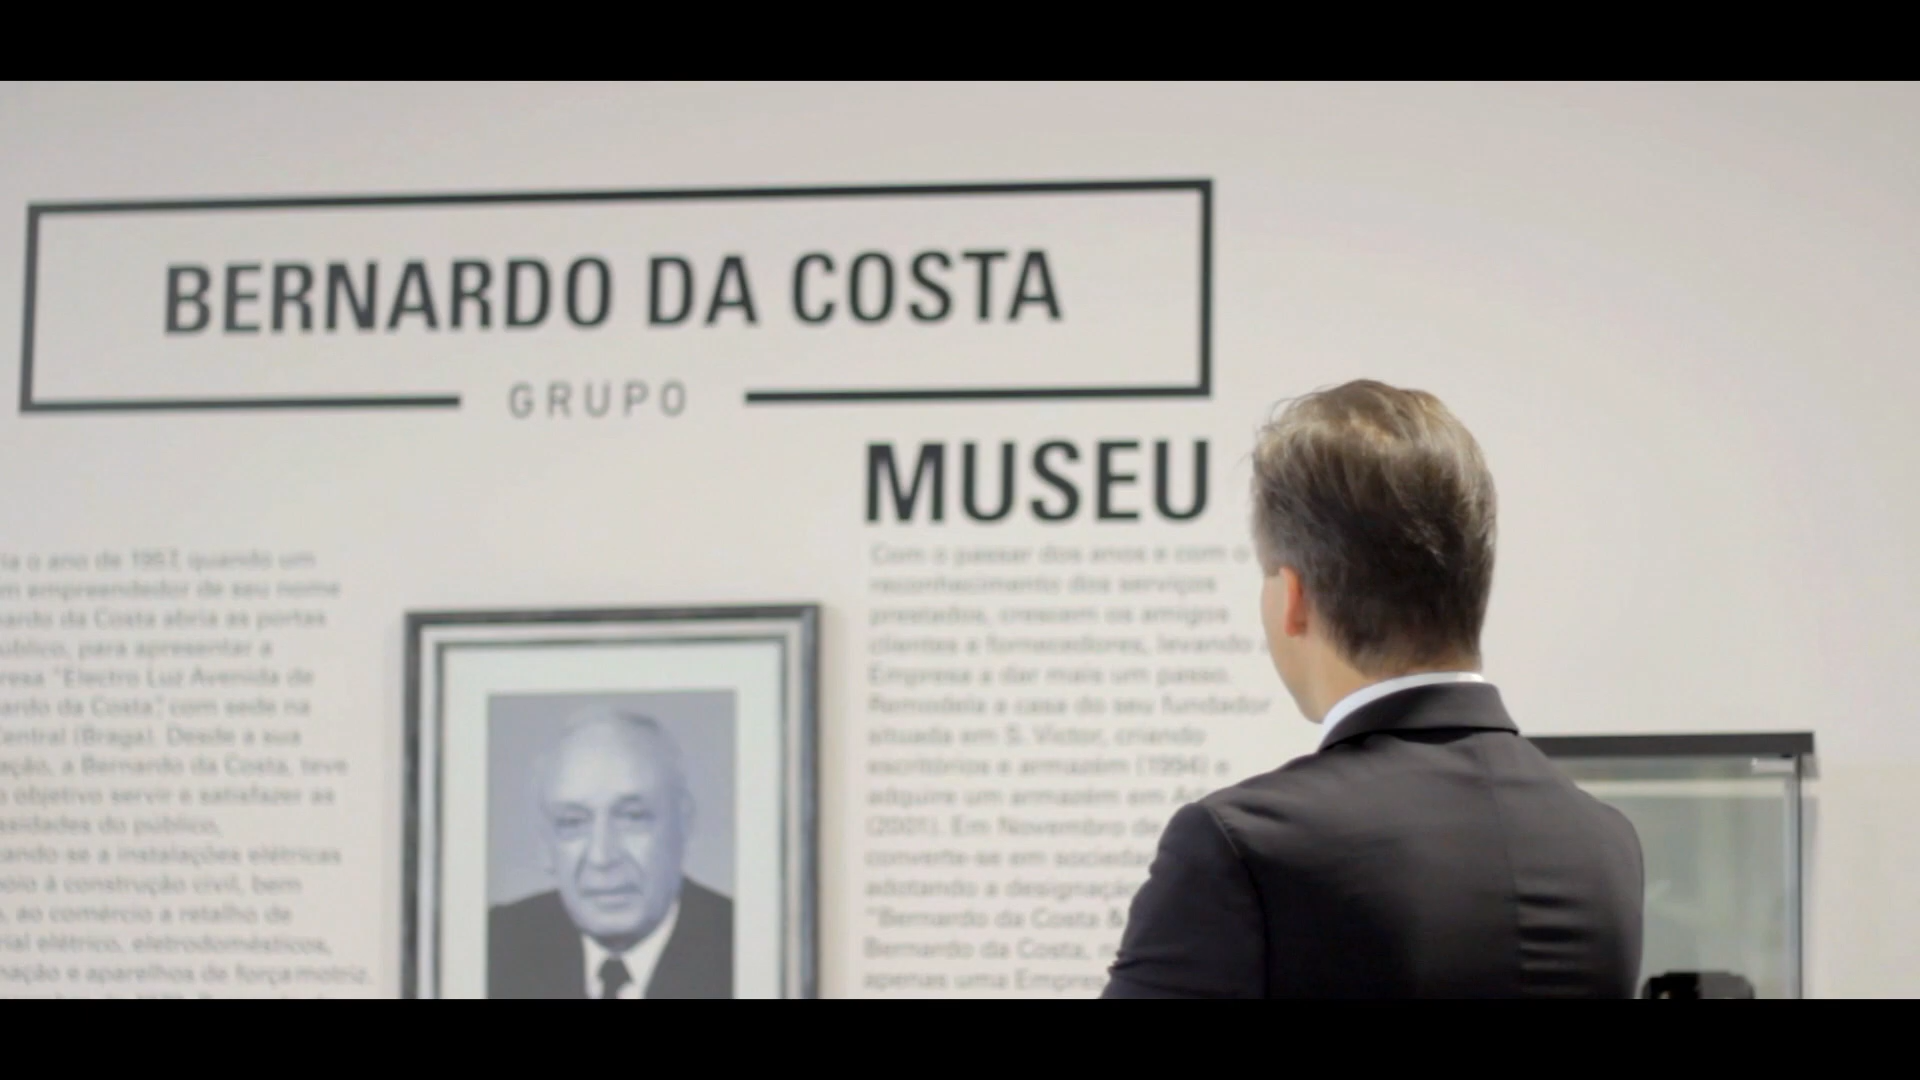 BERNARDO DA COSTA
GRUPO
MUSEU
ia o ano de 1957, quando um
m empreendedor de seu nome
ardo da Costa abria as portas
úblico, para apresentar a
resa "Electro Luz Avenida de
ardo da Costa", com sede na
Central (Braga). Desde a sua
ação, a Bernardo da Costa, teve
o objetivo servir e satisfazer as
ssidades do público,
ando-se a instalações elétricas
oio à construção civil, bem
, ao comércio a retalho de
rial elétrico, eletrodomésticos,
nação e aparelhos de força motriz.
Com o passar dos anos e com o
reconhecimento dos serviços
prestados, crescem os amigos
clientes e fornecedores, levando
Empresa a dar mais um passo.
Remodela a casa do seu fundador
situada em S. Victor, criando
escritórios e armazém (1994) e
adquire um armazém em
(2001). Em Novembro de
converte-se em socieda
adotando a designaçã
"Bernardo da Costa &
Bernardo da Costa,
apenas uma Empre